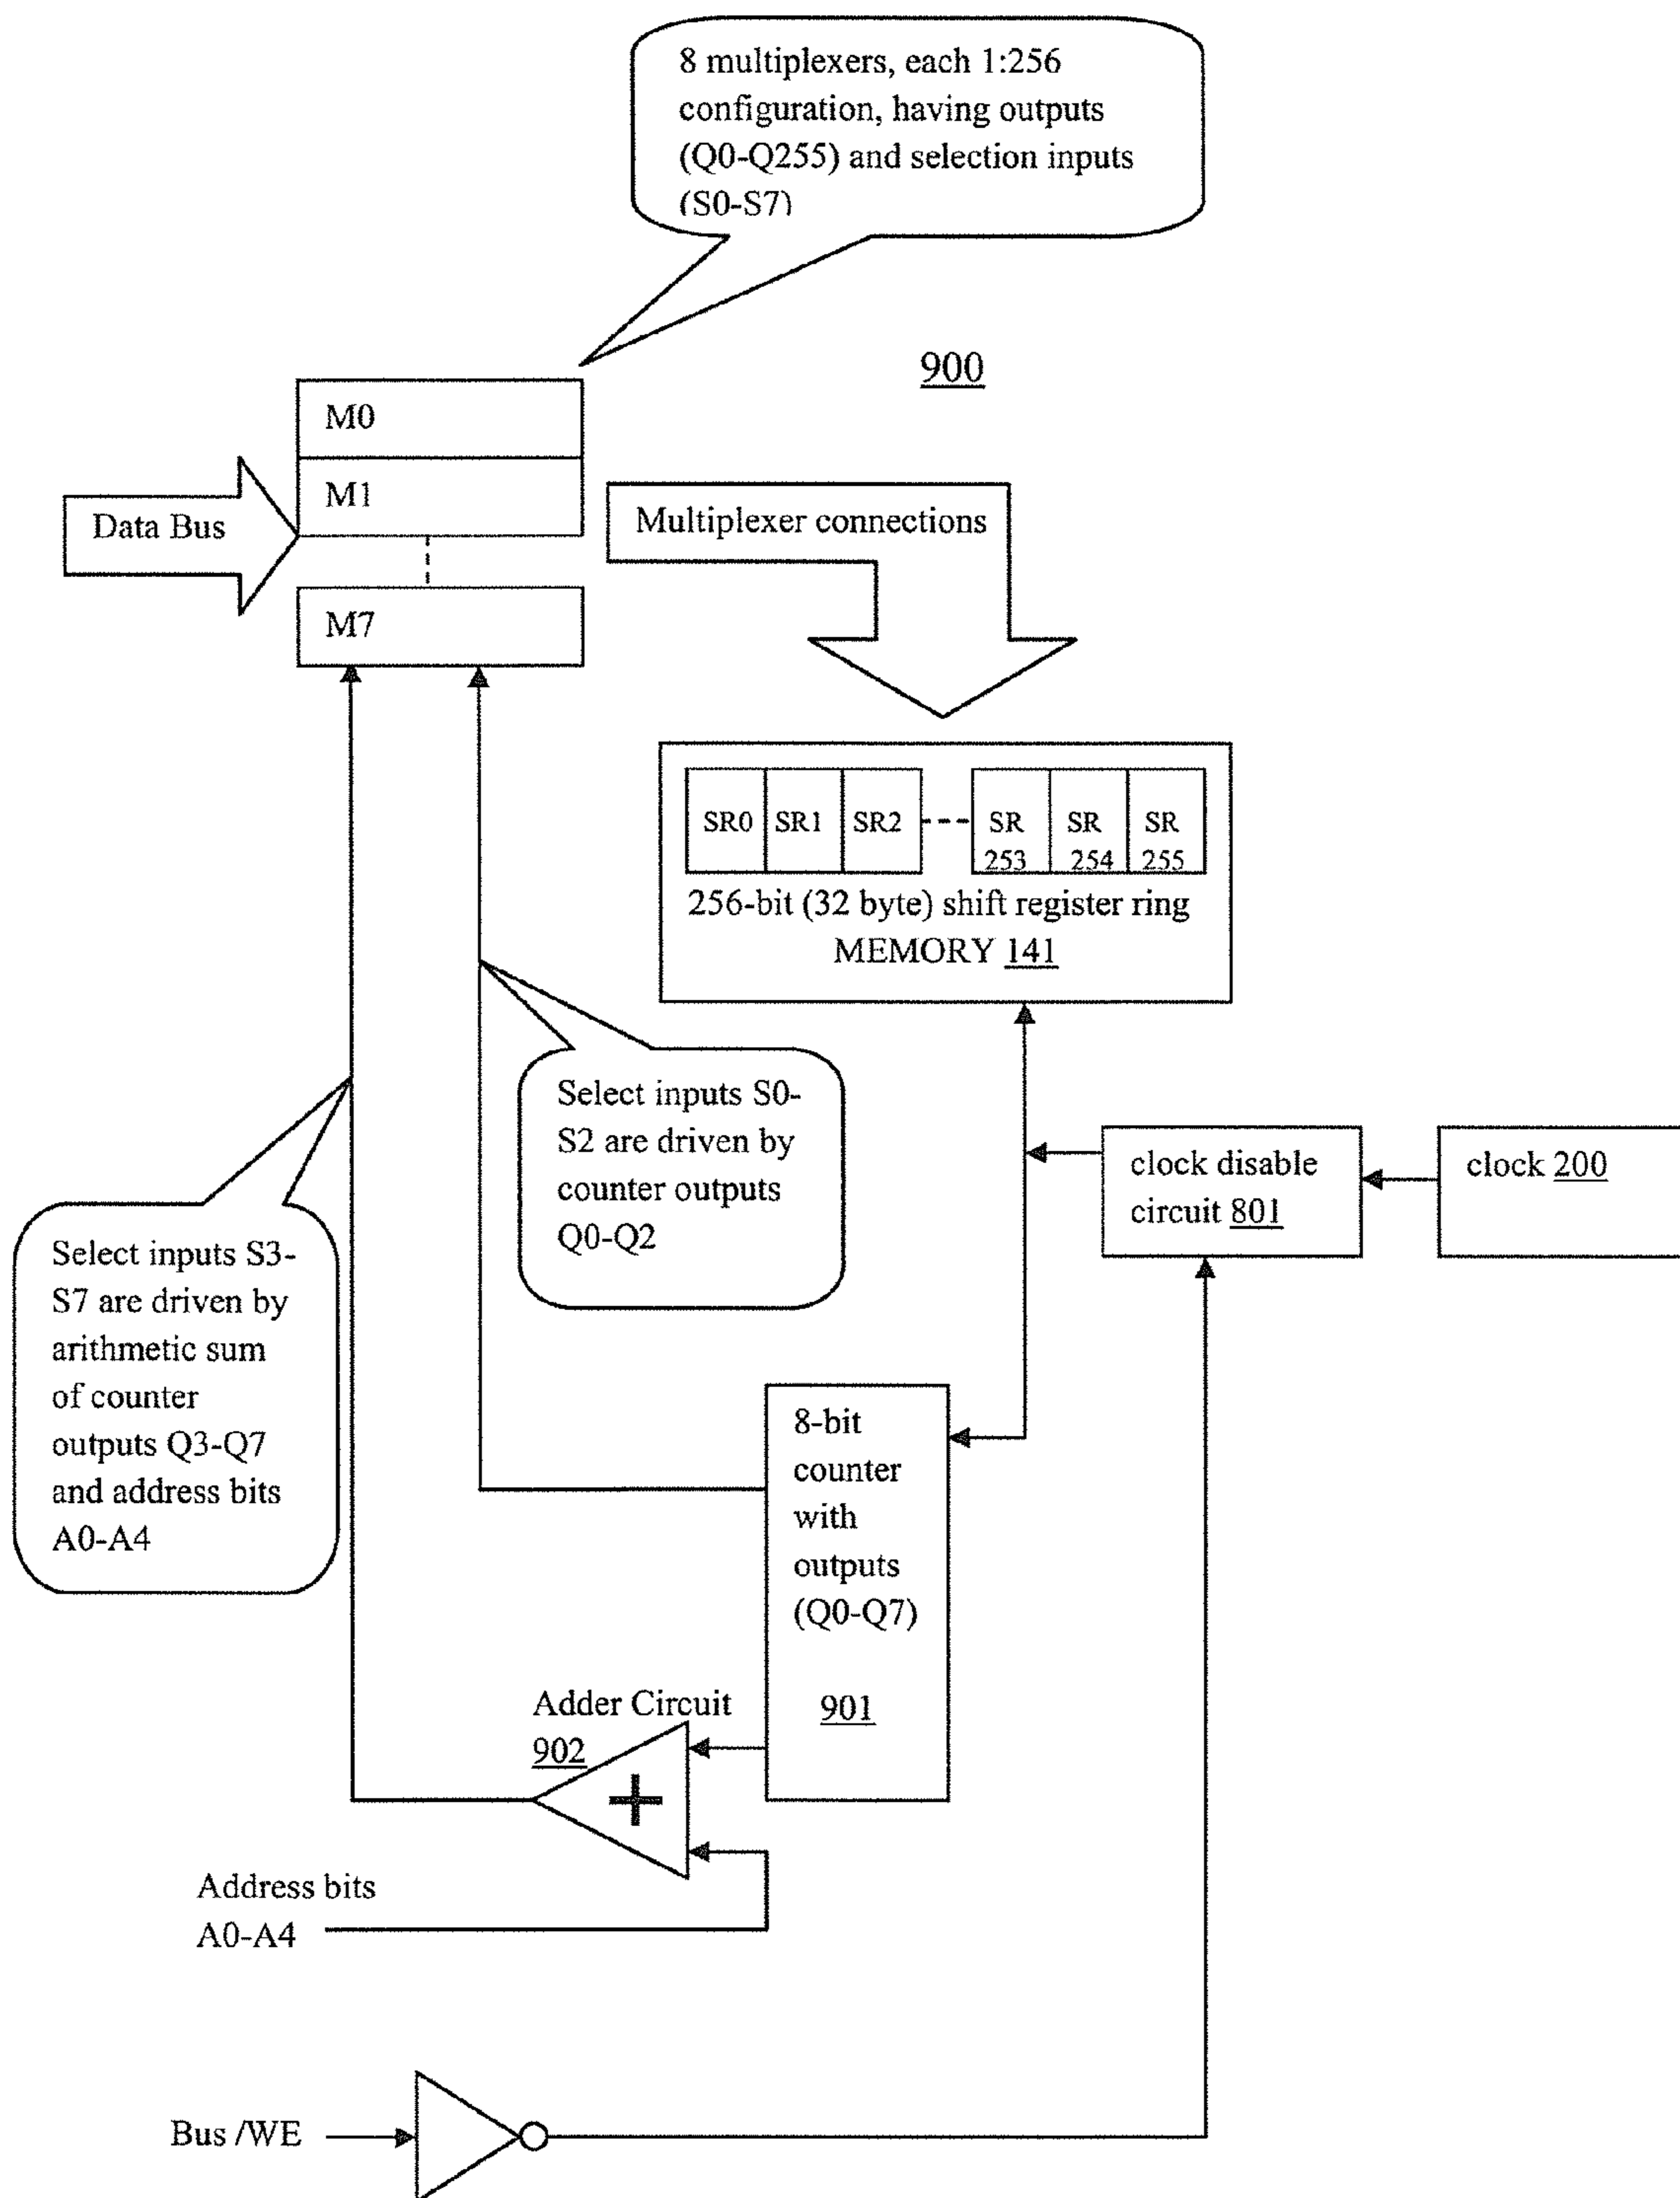 8 multiplexers, each 1:256
configuration, having outputs
(Q0-Q255) and selection inputs
(S0-S7)
900
M0
M1
M7
Data Bus
Multiplexer connections
SR0
SR1
SR2
SR
253
SR
254
SR
255
256-bit (32 byte) shift register ring
MEMORY 141
Select inputs S0-
S2 are driven by
counter outputs
Q0-Q2
clock disable
circuit 801
clock 200
Select inputs S3-
S7 are driven by
arithmetic sum
of counter
outputs Q3-Q7
and address bits
A0-A4
8-bit
counter
with
outputs
(Q0-Q7)
901
Adder Circuit
902
+
Address bits
A0-A4
Bus /WE